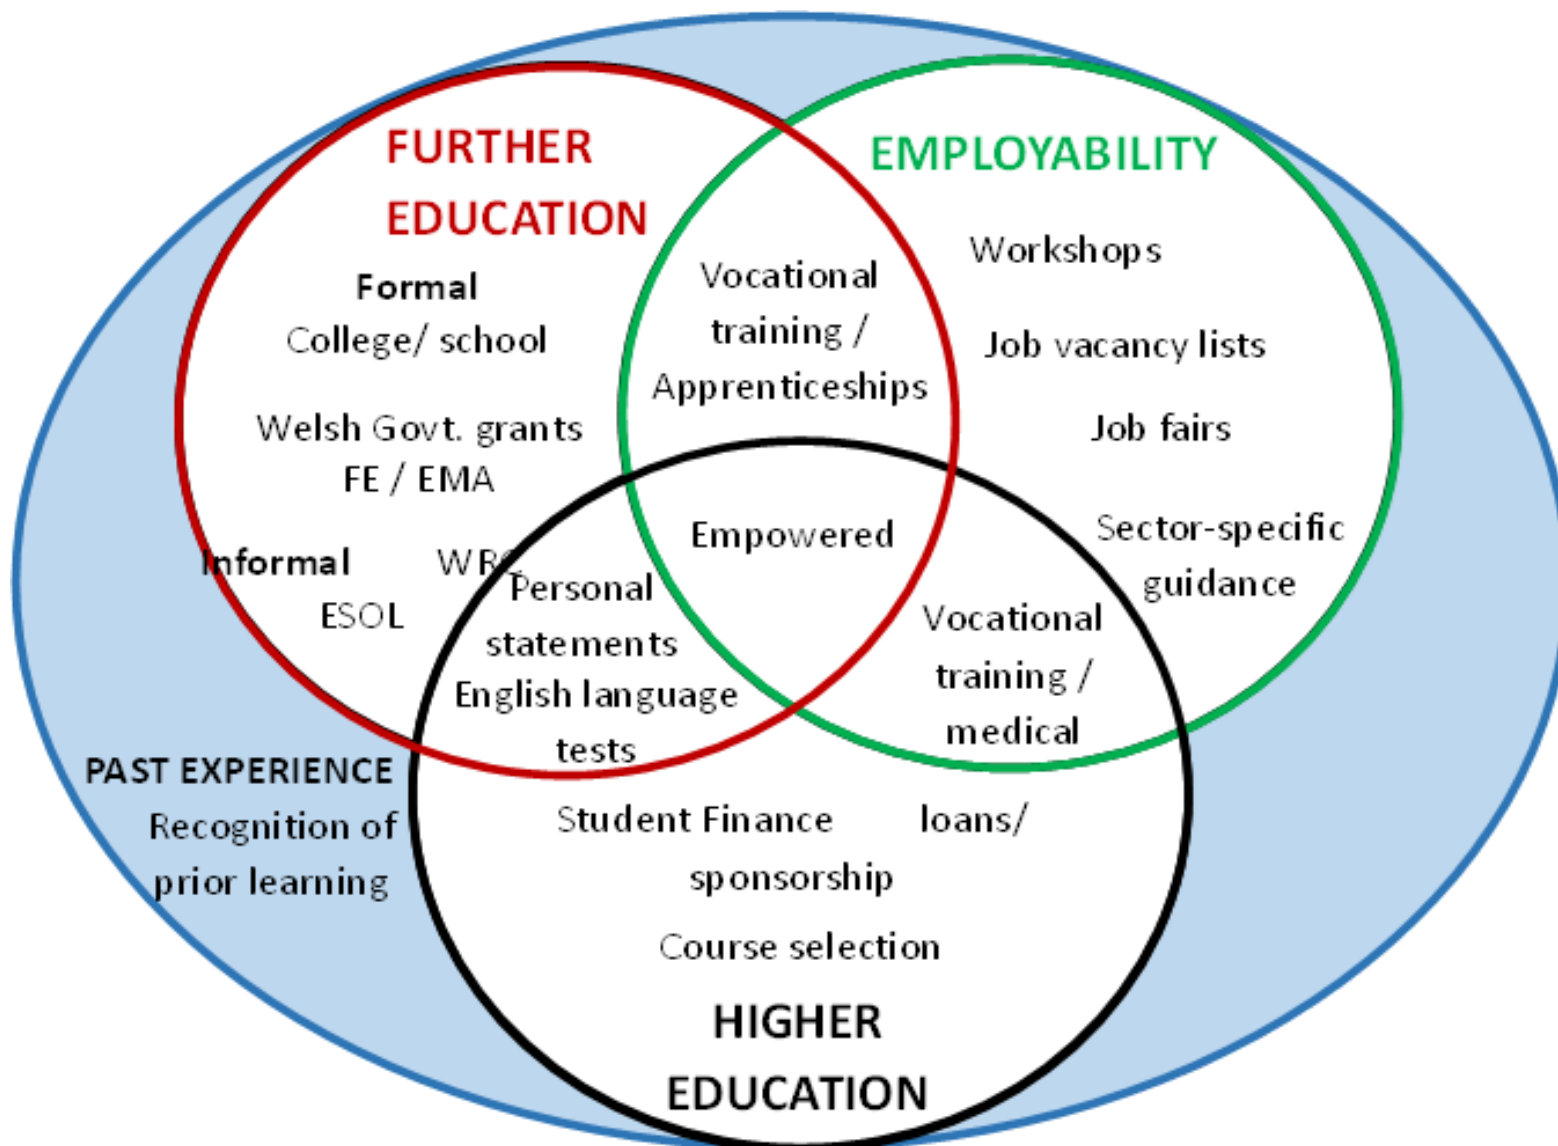 FURTHER
EDUCATION
Formal
College/ school
Welsh Govt. grants
FE / EMA
Informal
WRC
ESOL
EMPLOYABILITY
Workshops
Job vacancy lists
Job fairs
Sector-specific
guidance
Vocational
training /
Apprenticeships
Empowered
Personal
statements
English language
tests
Vocational
training /
medical
PAST EXPERIENCE
Recognition of
prior learning
Student Finance loans/
sponsorship
Course selection
HIGHER
EDUCATION